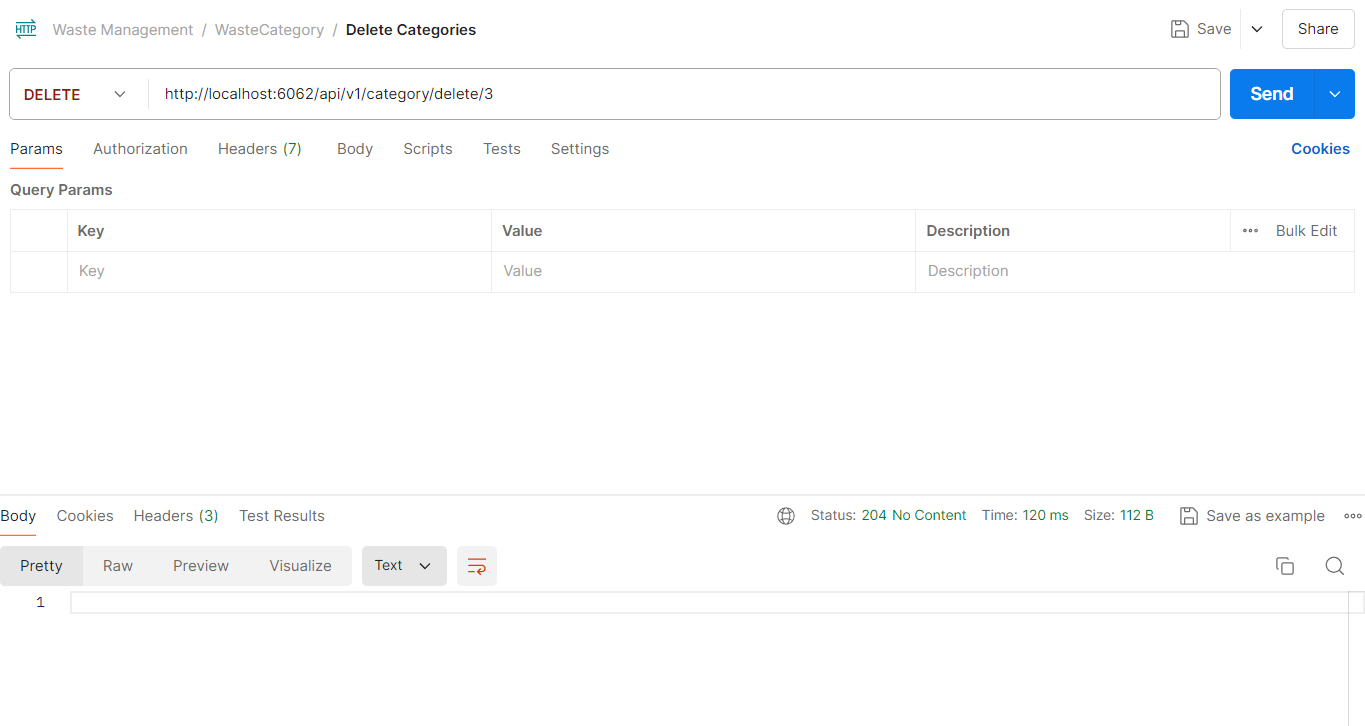 HTTP Waste Management / WasteCategory / Delete Categories Save Share
DELETE http://localhost:6062/api/v1/category/delete/3 Send
Params Authorization Headers (7) Body Scripts Tests Settings Cookies
Query Params
Key Value Description Bulk Edit
Key Value Description
Body Cookies Headers (3) Test Results Status: 204 No Content Time: 120 ms Size: 112 B Save as example
Pretty Raw Preview Visualize Text
1